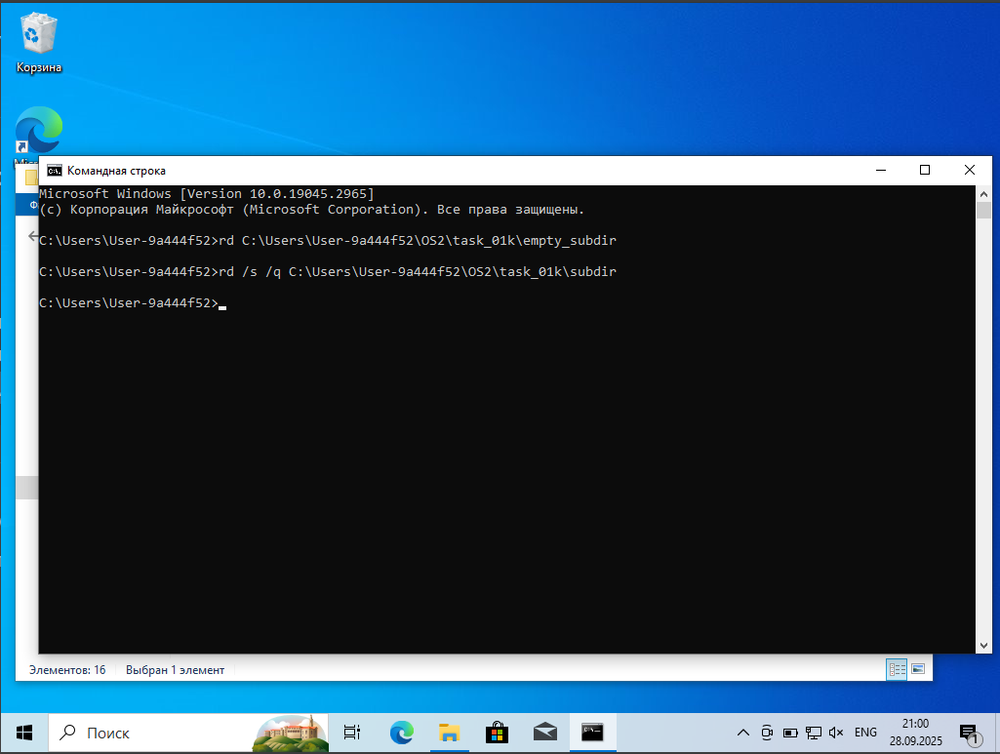 Корзина
Командная строка
Microsoft Windows [Version 10.0.19045.2965]
(c) Корпорация Майкрософт (Microsoft Corporation). Все права защищены.
C:\Users\User-9a444f52>rd C:\Users\User-9a444f52\OS2\task_01k\empty_subdir
C:\Users\User-9a444f52>rd /s /q C:\Users\User-9a444f52\OS2\task_01k\subdir
C:\Users\User-9a444f52>
Элементов: 16 Выбран 1 элемент
Поиск
ENG
21:00
28.09.2025
1